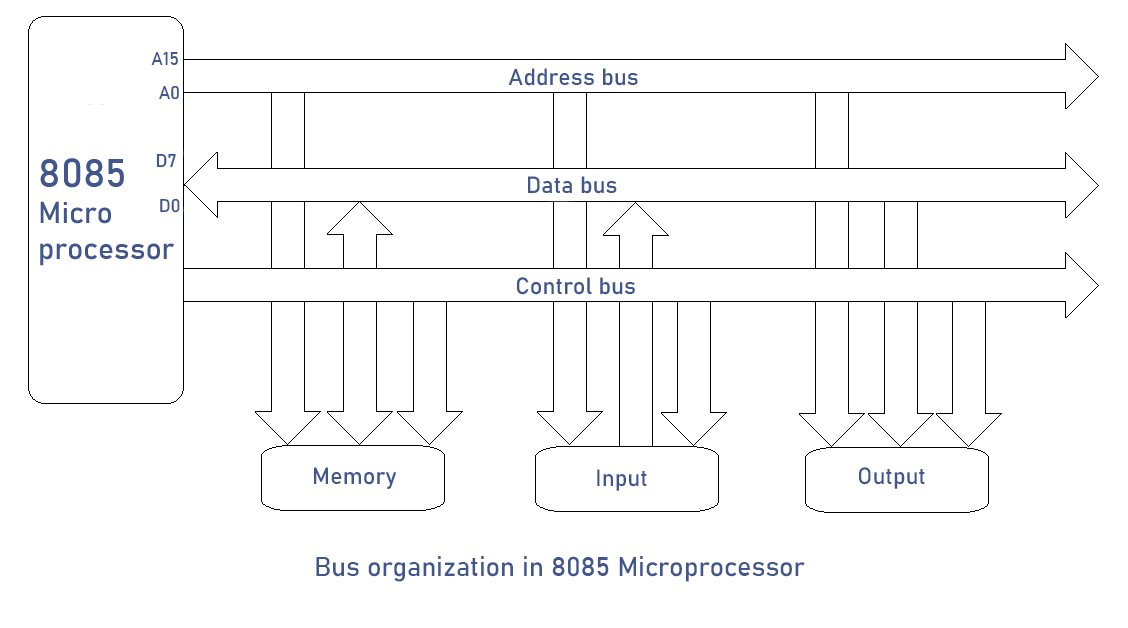 A15
Address bus
A0
D7
8085
Micro
processor
Data bus
D0
Control bus
Memory
Input
Output
Bus organization in 8085 Microprocessor